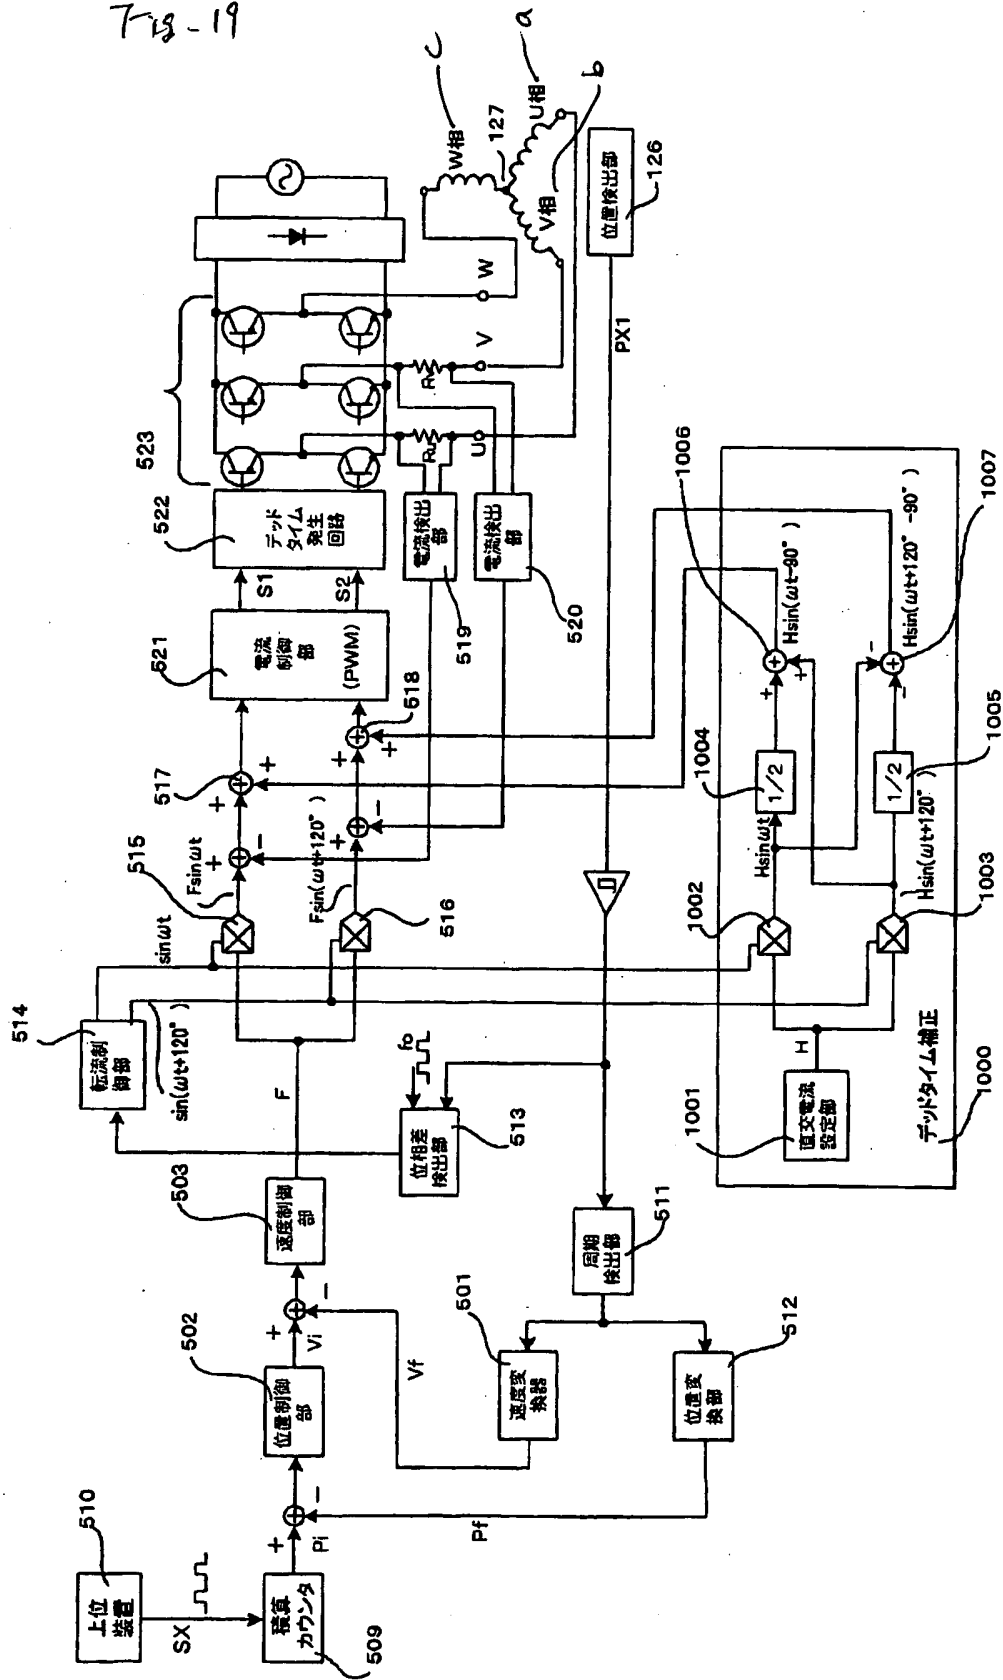 Fig-19
510
上位
装置
SX
積算
カウンタ
509
+
Pi
−
Pf
502
位置制御
部
+
Vi
−
Vf
503
速度制御
部
F
514
転流制
御部
sinωt
sin(ωt+120°)
515
Fsinωt
516
Fsin(ωt+120°)
+
−
+
−
517
+
+
518
+
+
521
電流
制御
部
(PWM)
S1
S2
522
デッド
タイム
発生
回路
523
519
電流検出
部
520
電流検出
部
Ru
Rv
U
V
W
c
W相
127
a
U相
b
V相
位置検出部
126
PX1
位相差
検出部
fo
513
周期
検出部
511
速度変
換器
501
位置変
換部
512
1001
直交電流
設定部
H
1002
1003
Hsinωt
Hsin(ωt+120°)
1004
1/2
1005
1/2
1006
+
+
Hsin(ωt-90°)
1007
−
−
Hsin(ωt+120°-90°)
デッドタイム補正
1000